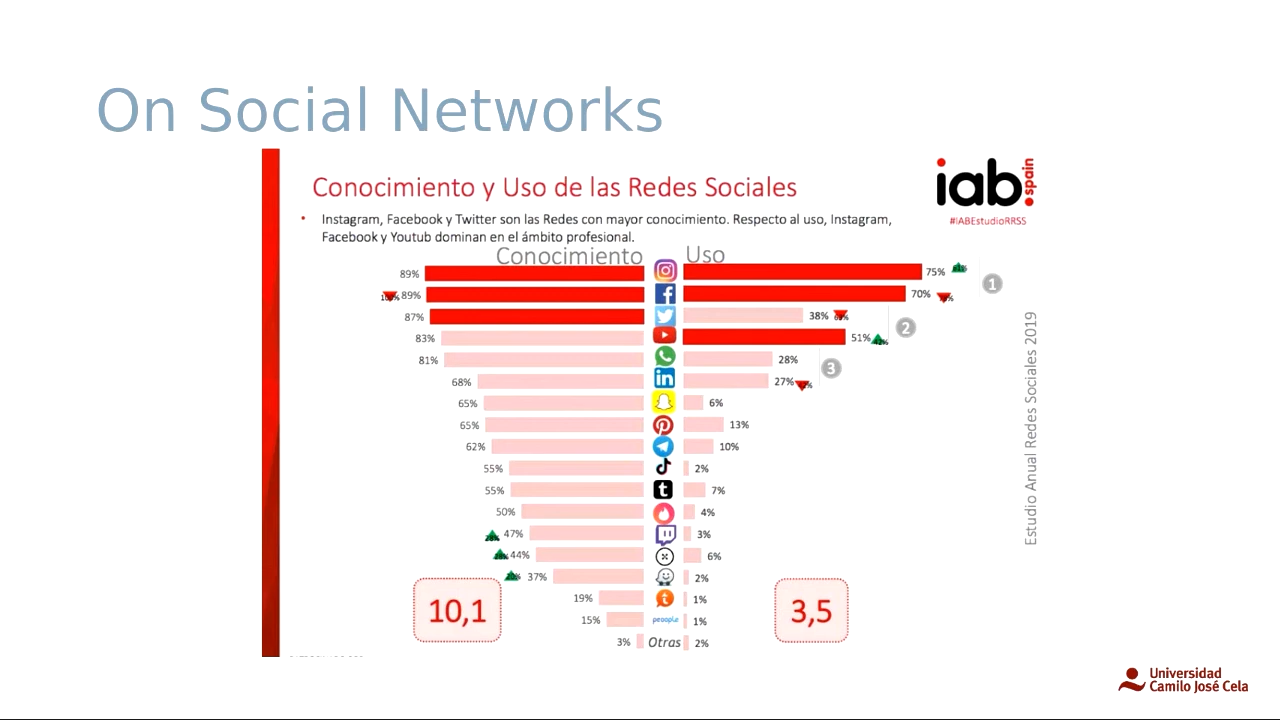 On Social Networks
Conocimiento y Uso de las Redes Sociales
iab.spain
#IABEstudioRRSS
• Instagram, Facebook y Twitter son las Redes con mayor conocimiento. Respecto al uso, Instagram,
Facebook y Youtub dominan en el ámbito profesional.
Conocimiento Uso
89% 75% 1
89% 70%
87% 38% 2
83% 51%
81% 28% 3
68% in 27%
65% 6%
65% 13%
62% 10%
55% 2%
55% t 7%
50% 4%
47% 3%
44% 6%
37% 2%
19% t 1%
15% peoople 1%
3% Otras 2%
10,1
3,5
Estudio Anual Redes Sociales 2019
Universidad
Camilo José Cela